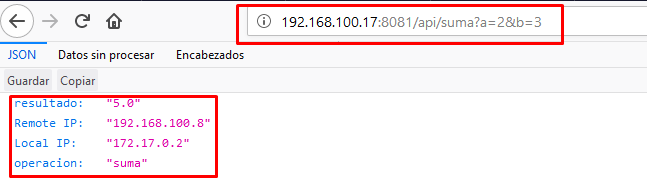 192.168.100.17:8081/api/suma?a=2&b=3
JSON Datos sin procesar Encabezados
Guardar Copiar
resultado: "5.0"
Remote IP: "192.168.100.8"
Local IP: "172.17.0.2"
operacion: "suma"